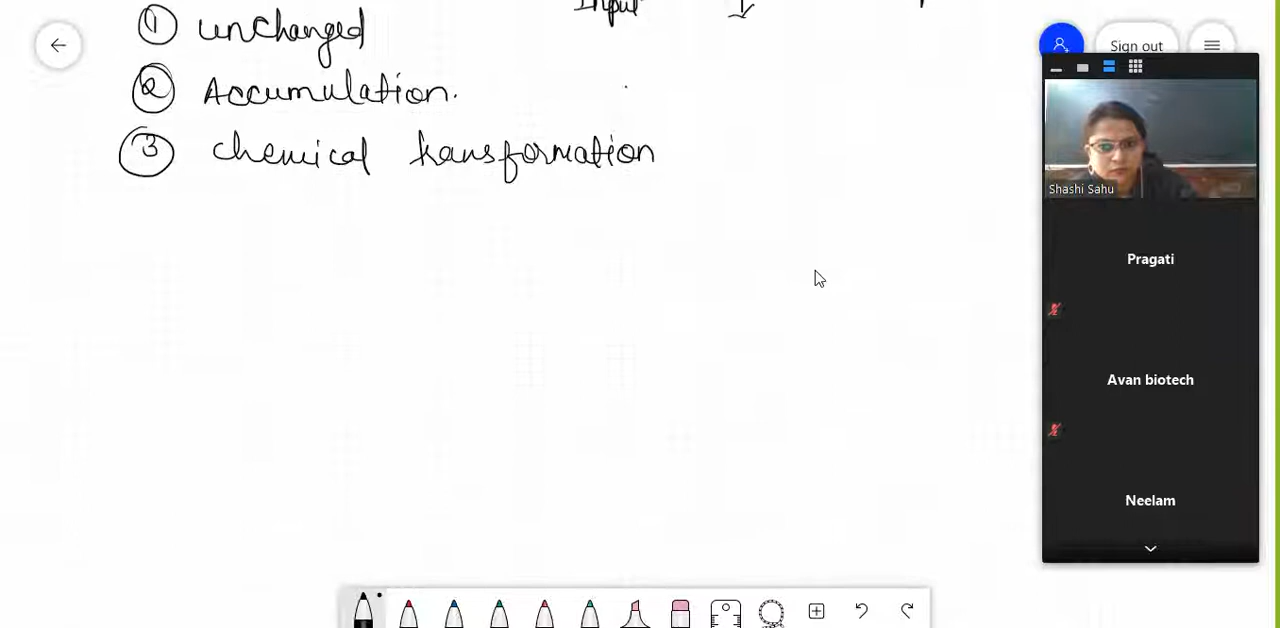 Input
① unchanged
② Accumulation.
③ chemical transformation
Sign out
Shashi Sahu
Pragati
Avan biotech
Neelam